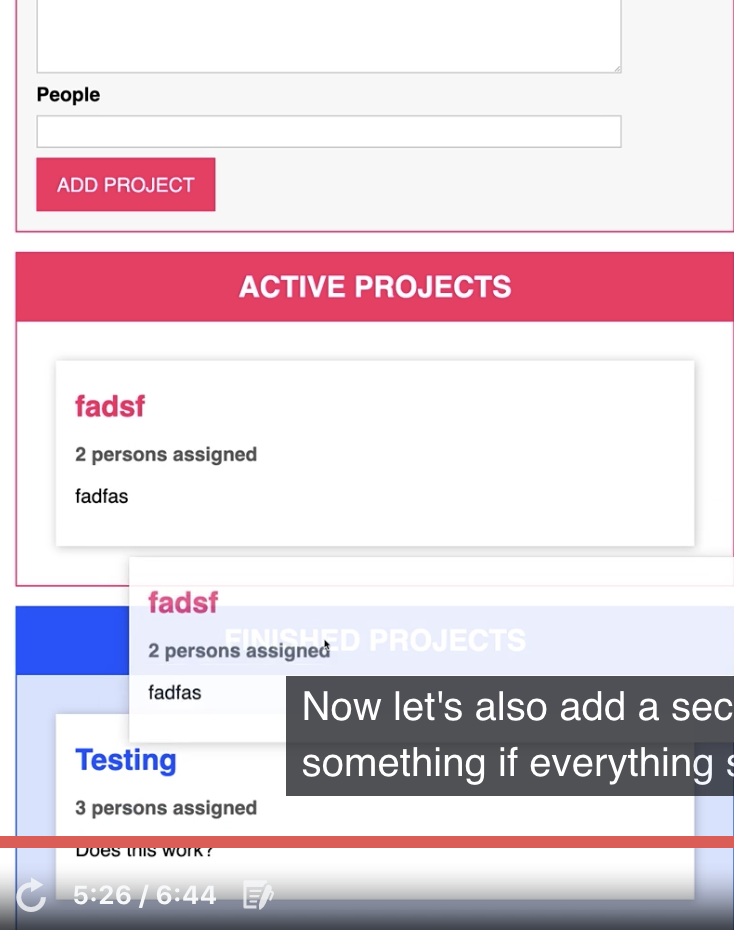 People
ADD PROJECT
ACTIVE PROJECTS
fadsf
2 persons assigned
fadfas
fadsf
FINISHED PROJECTS
2 persons assigned
fadfas
Now let's also add a sec
something if everything s
Testing
3 persons assigned
Does this work?
5:26 / 6:44